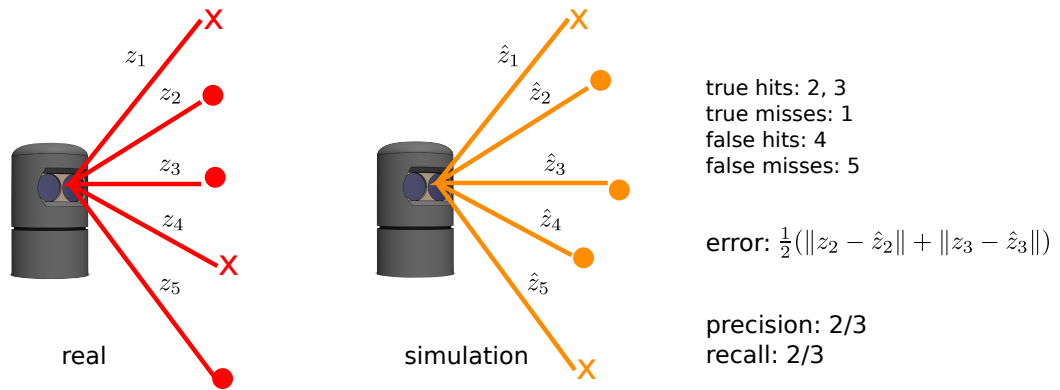 X
z₁
z₂
z₃
z₄
X
z₅
real
X
ẑ₁
ẑ₂
ẑ₃
ẑ₄
ẑ₅
X
simulation
true hits: 2, 3
true misses: 1
false hits: 4
false misses: 5
error: ½(‖z₂ − ẑ₂‖ + ‖z₃ − ẑ₃‖)
precision: 2/3
recall: 2/3